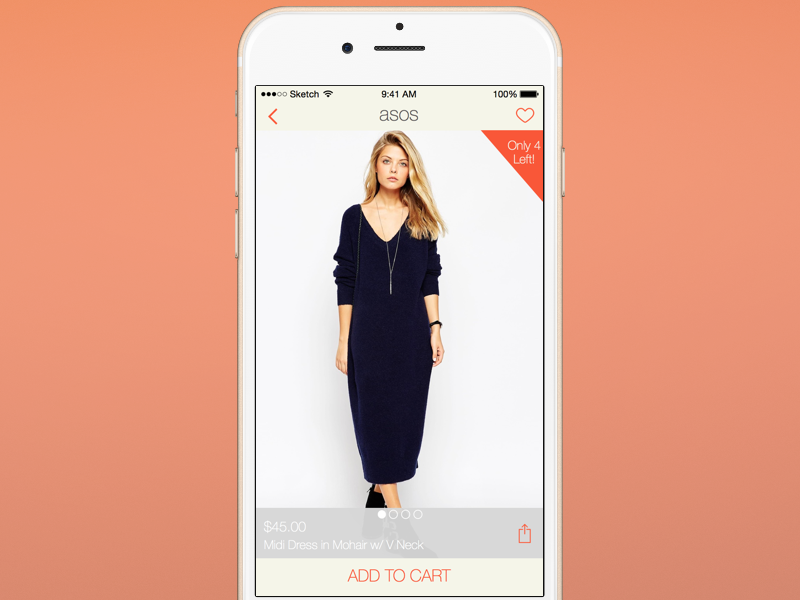 Sketch 9:41 AM 100%
asos
Only 4
Left!
$45.00
Midi Dress in Mohair w/ V Neck
ADD TO CART